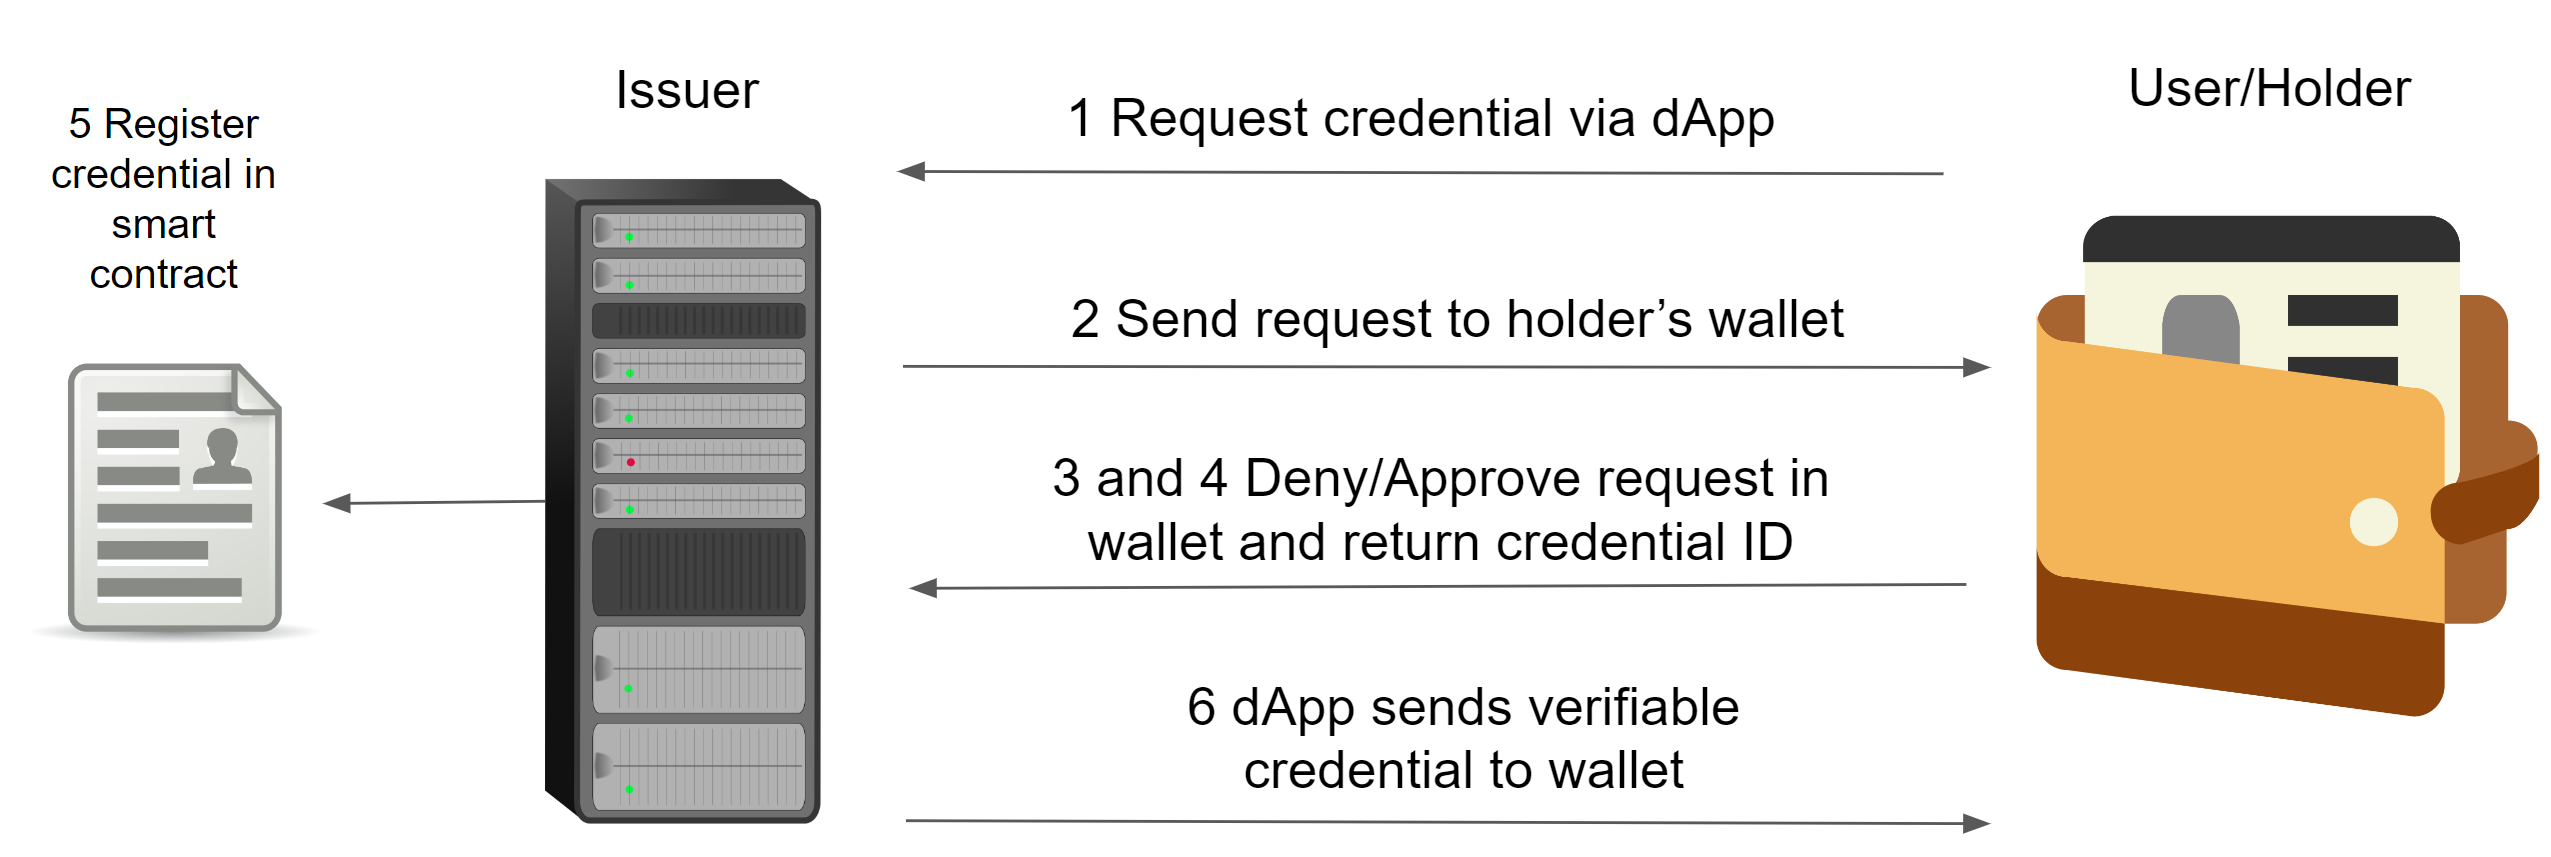 Issuer
User/Holder
5 Register
credential in
smart
contract
1 Request credential via dApp
2 Send request to holder’s wallet
3 and 4 Deny/Approve request in
wallet and return credential ID
6 dApp sends verifiable
credential to wallet